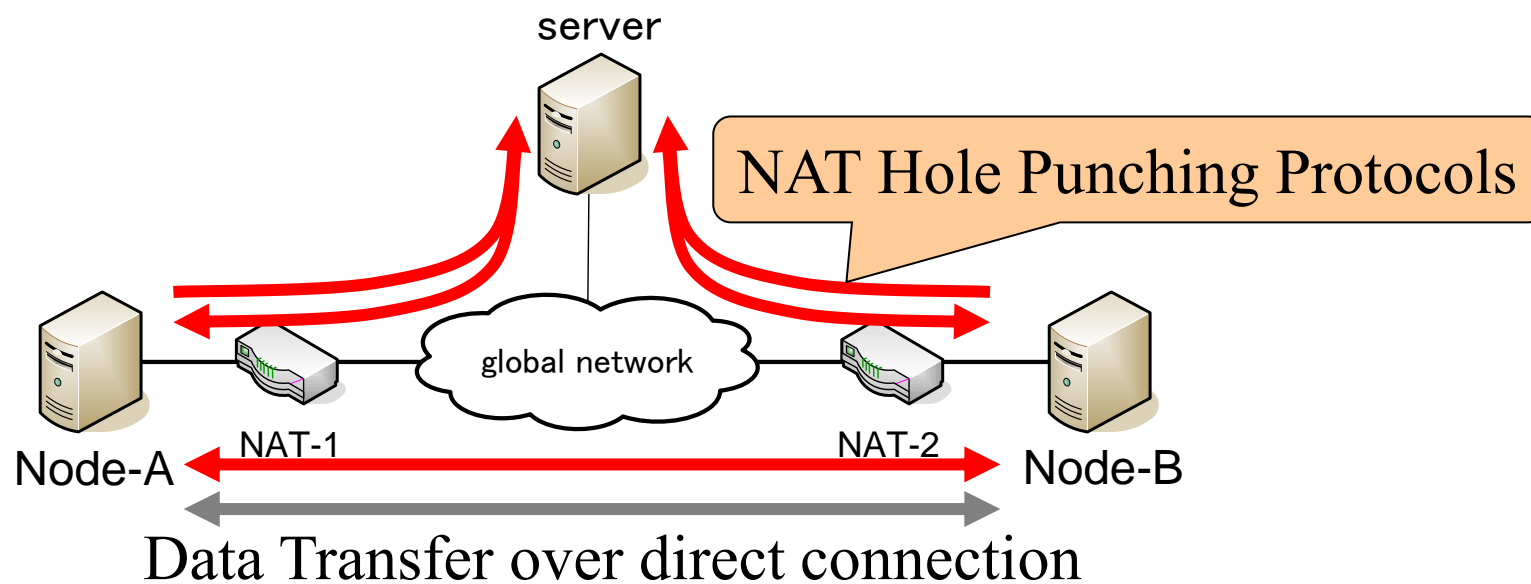 server
NAT Hole Punching Protocols
global network
NAT-1
NAT-2
Node-A
Node-B
Data Transfer over direct connection